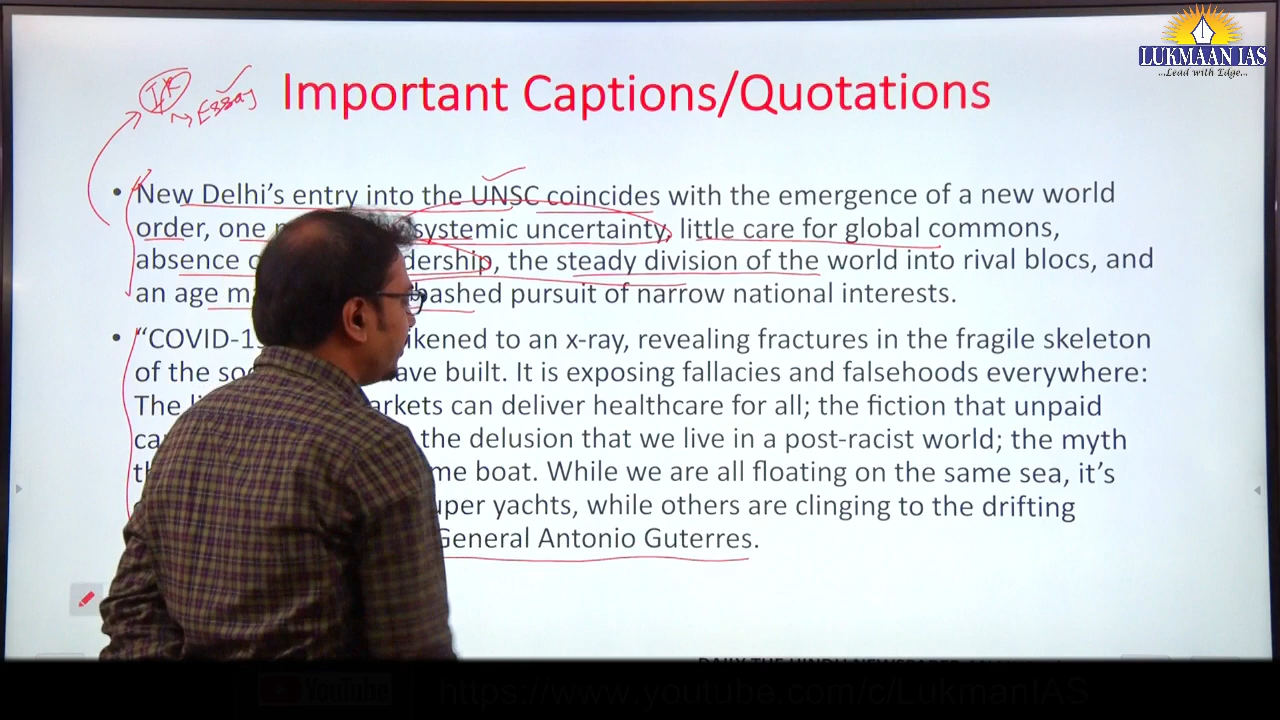 LUKMAAN IAS
...Lead with Edge...
IR
Essay
Important Captions/Quotations
• New Delhi's entry into the UNSC coincides with the emergence of a new world
order, one systemic uncertainty, little care for global commons,
absence dership, the steady division of the world into rival blocs, and
an age bashed pursuit of narrow national interests.
• "COVID-19 ikened to an x-ray, revealing fractures in the fragile skeleton
of the ave built. It is exposing fallacies and falsehoods everywhere:
The arkets can deliver healthcare for all; the fiction that unpaid
the delusion that we live in a post-racist world; the myth
me boat. While we are all floating on the same sea, it's
uper yachts, while others are clinging to the drifting
General Antonio Guterres.
YouTube
https://www.youtube.com/c/LukmanIAS